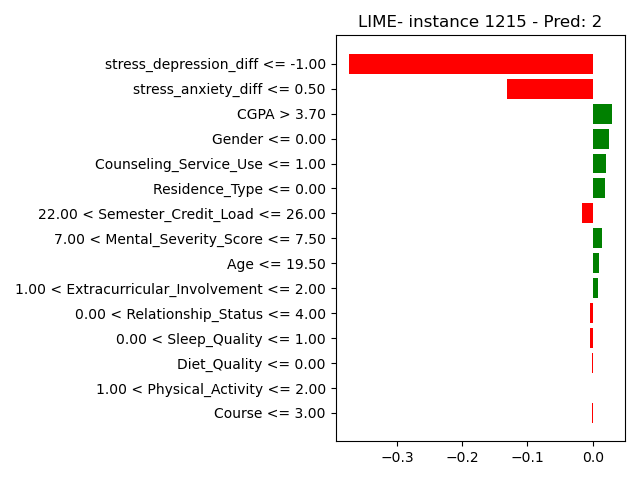 LIME- instance 1215 - Pred: 2
stress_depression_diff <= -1.00
stress_anxiety_diff <= 0.50
CGPA > 3.70
Gender <= 0.00
Counseling_Service_Use <= 1.00
Residence_Type <= 0.00
22.00 < Semester_Credit_Load <= 26.00
7.00 < Mental_Severity_Score <= 7.50
Age <= 19.50
1.00 < Extracurricular_Involvement <= 2.00
0.00 < Relationship_Status <= 4.00
0.00 < Sleep_Quality <= 1.00
Diet_Quality <= 0.00
1.00 < Physical_Activity <= 2.00
Course <= 3.00
−0.3 −0.2 −0.1 0.0